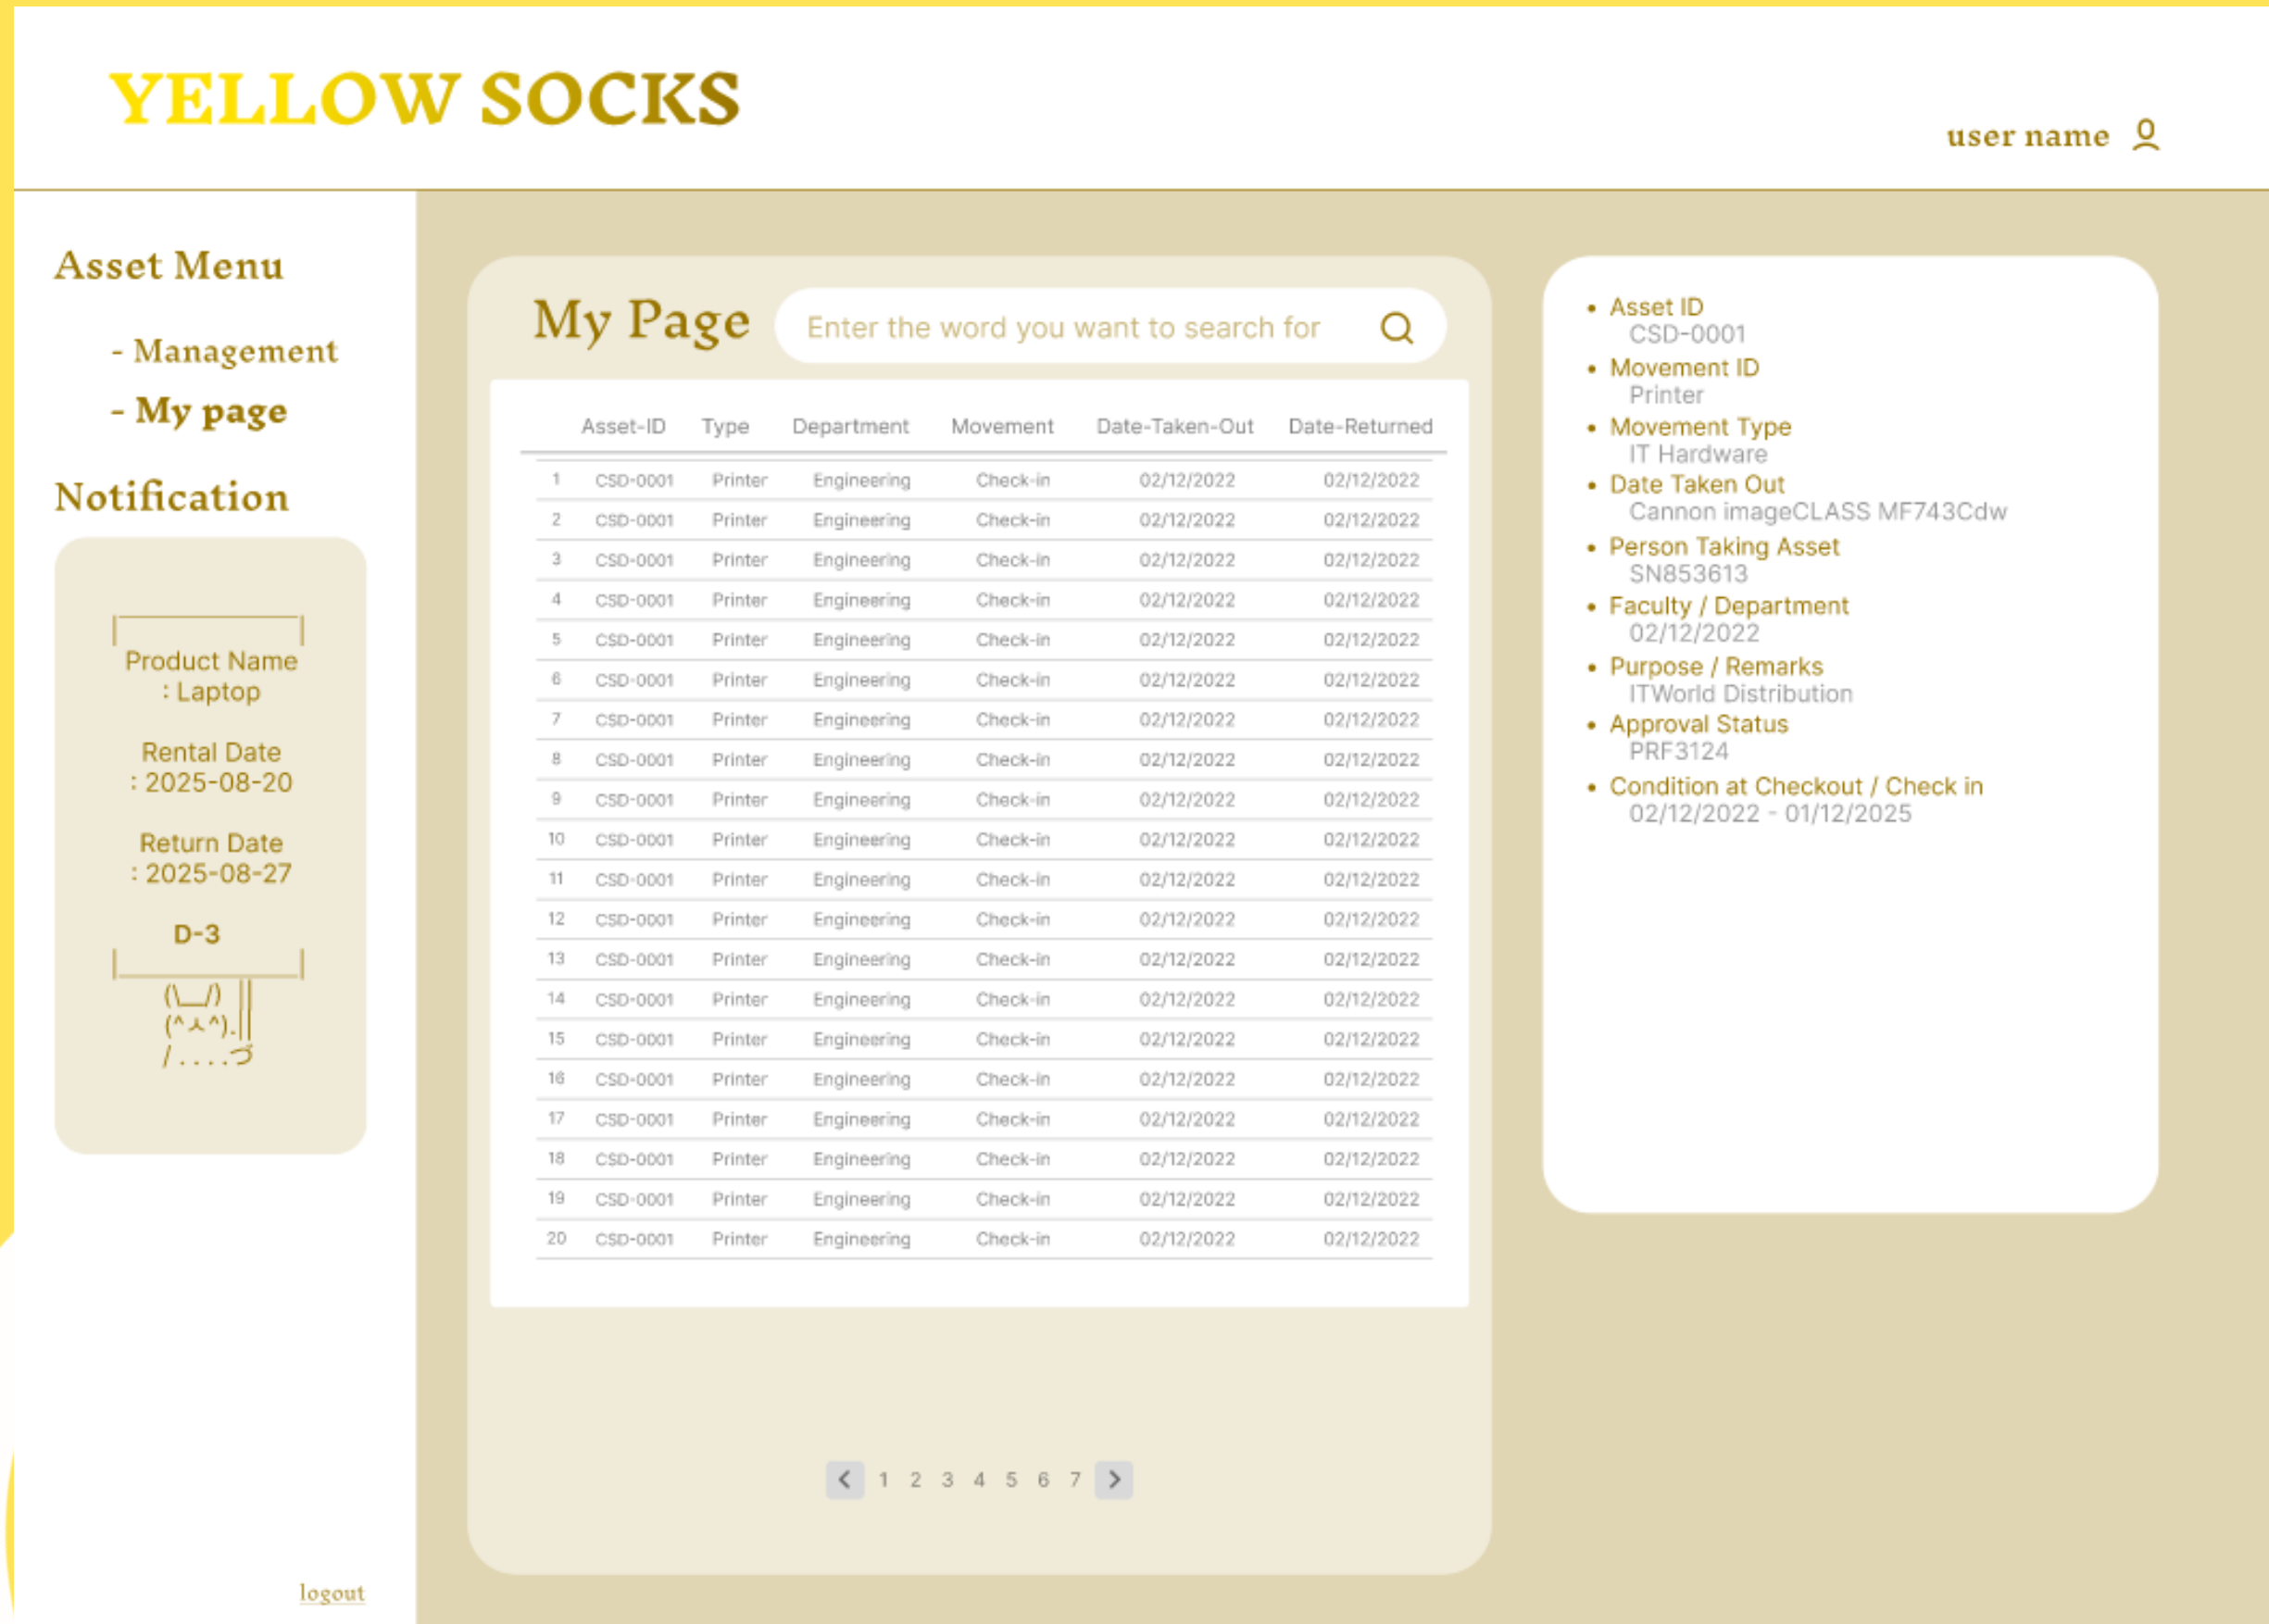 YELLOW SOCKS
user name
Asset Menu
- Management
- My page
Notification
Product Name
: Laptop
Rental Date
: 2025-08-20
Return Date
: 2025-08-27
D-3
(\__/)
(^ㅅ^).||
/ . . . .づ
logout
My Page
Enter the word you want to search for
Asset-ID Type Department Movement Date-Taken-Out Date-Returned
1 CSD-0001 Printer Engineering Check-in 02/12/2022 02/12/2022
2 CSD-0001 Printer Engineering Check-in 02/12/2022 02/12/2022
3 CSD-0001 Printer Engineering Check-in 02/12/2022 02/12/2022
4 CSD-0001 Printer Engineering Check-in 02/12/2022 02/12/2022
5 CSD-0001 Printer Engineering Check-in 02/12/2022 02/12/2022
6 CSD-0001 Printer Engineering Check-in 02/12/2022 02/12/2022
7 CSD-0001 Printer Engineering Check-in 02/12/2022 02/12/2022
8 CSD-0001 Printer Engineering Check-in 02/12/2022 02/12/2022
9 CSD-0001 Printer Engineering Check-in 02/12/2022 02/12/2022
10 CSD-0001 Printer Engineering Check-in 02/12/2022 02/12/2022
11 CSD-0001 Printer Engineering Check-in 02/12/2022 02/12/2022
12 CSD-0001 Printer Engineering Check-in 02/12/2022 02/12/2022
13 CSD-0001 Printer Engineering Check-in 02/12/2022 02/12/2022
14 CSD-0001 Printer Engineering Check-in 02/12/2022 02/12/2022
15 CSD-0001 Printer Engineering Check-in 02/12/2022 02/12/2022
16 CSD-0001 Printer Engineering Check-in 02/12/2022 02/12/2022
17 CSD-0001 Printer Engineering Check-in 02/12/2022 02/12/2022
18 CSD-0001 Printer Engineering Check-in 02/12/2022 02/12/2022
19 CSD-0001 Printer Engineering Check-in 02/12/2022 02/12/2022
20 CSD-0001 Printer Engineering Check-in 02/12/2022 02/12/2022
< 1 2 3 4 5 6 7 >
• Asset ID
CSD-0001
• Movement ID
Printer
• Movement Type
IT Hardware
• Date Taken Out
Cannon imageCLASS MF743Cdw
• Person Taking Asset
SN853613
• Faculty / Department
02/12/2022
• Purpose / Remarks
ITWorld Distribution
• Approval Status
PRF3124
• Condition at Checkout / Check in
02/12/2022 - 01/12/2025